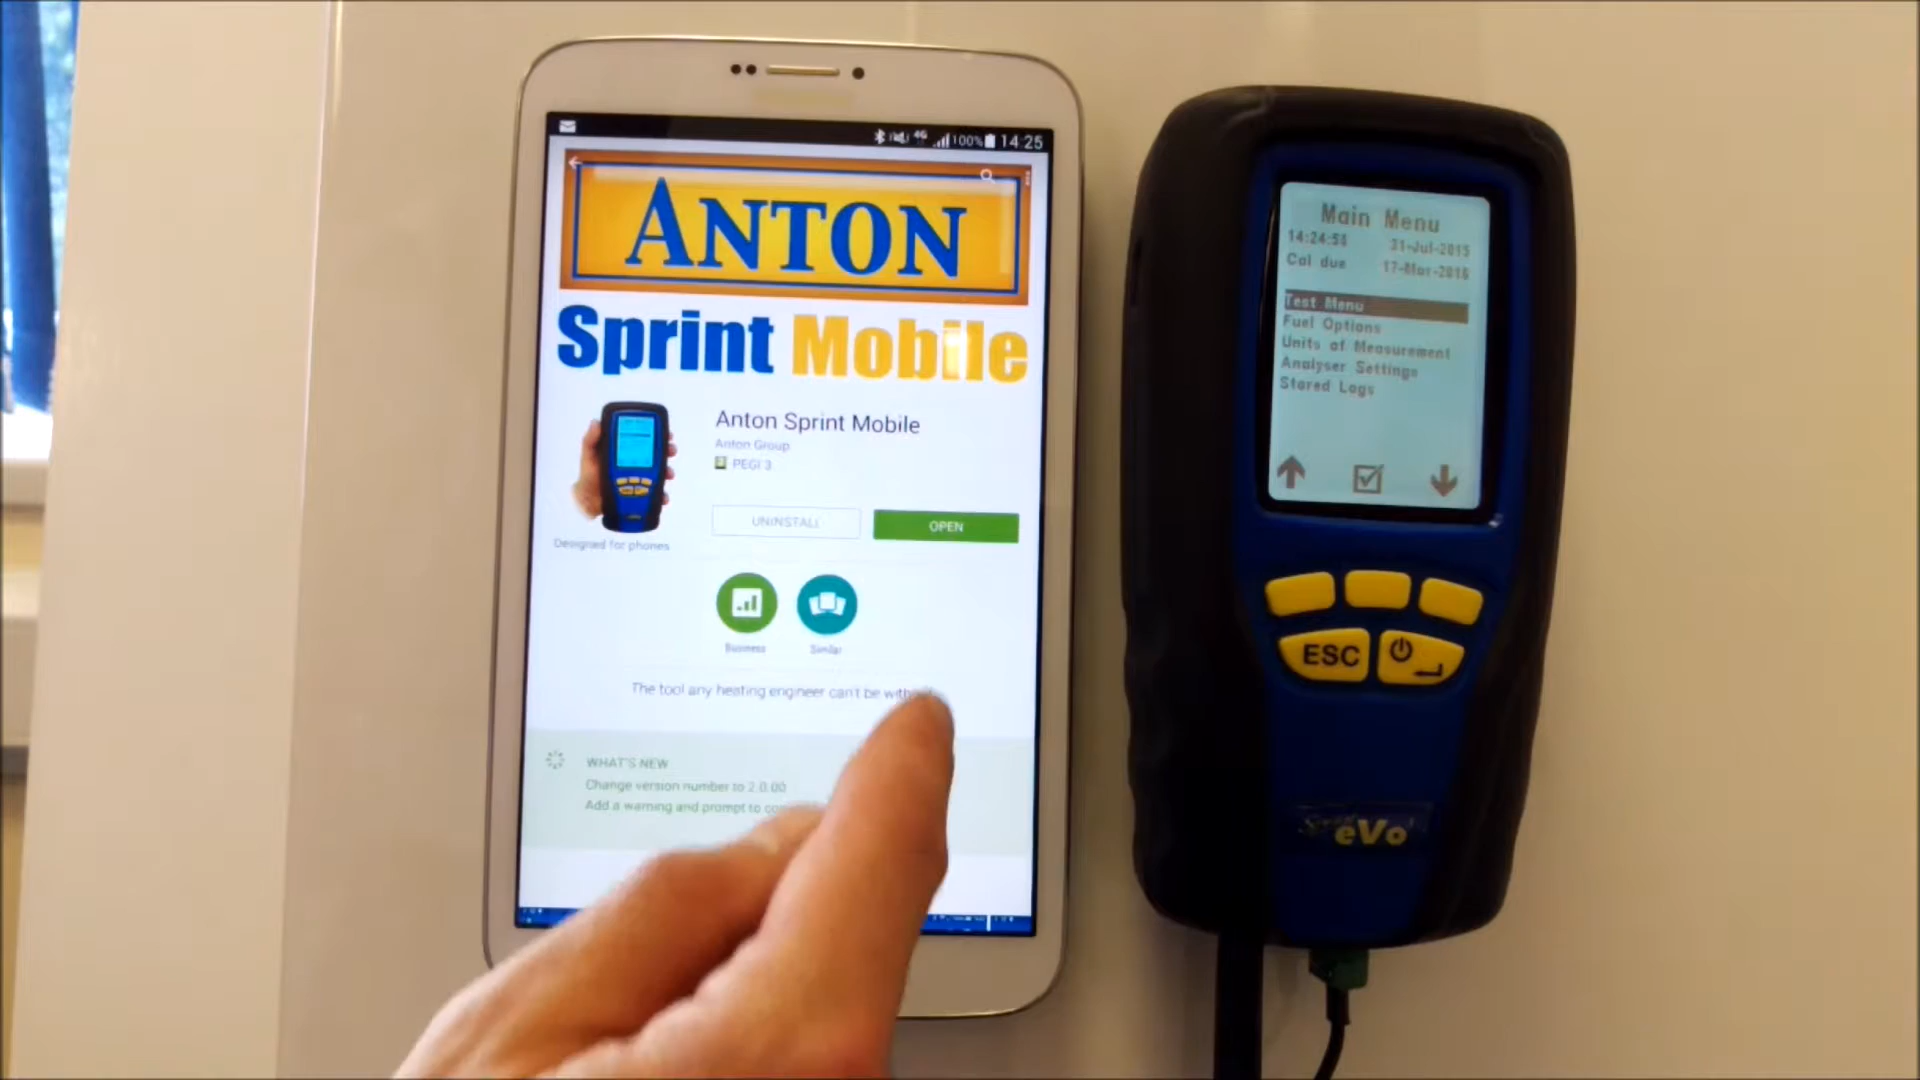 4G 100% 14:25
ANTON
Sprint Mobile
Anton Sprint Mobile
Anton Group
PEGI 3
UNINSTALL
OPEN
Designed for phones
Business
Similar
The tool any heating engineer can't be
WHAT'S NEW
Change version number to 2.0.00
Add a warning and prompt to
Main Menu
14:24:58 31-Jul-2015
Cal due 17-Mar-2016
Test Menu
Fuel Options
Units of Measurement
Analyser Settings
Stored Logs
ESC
Sprint eVo